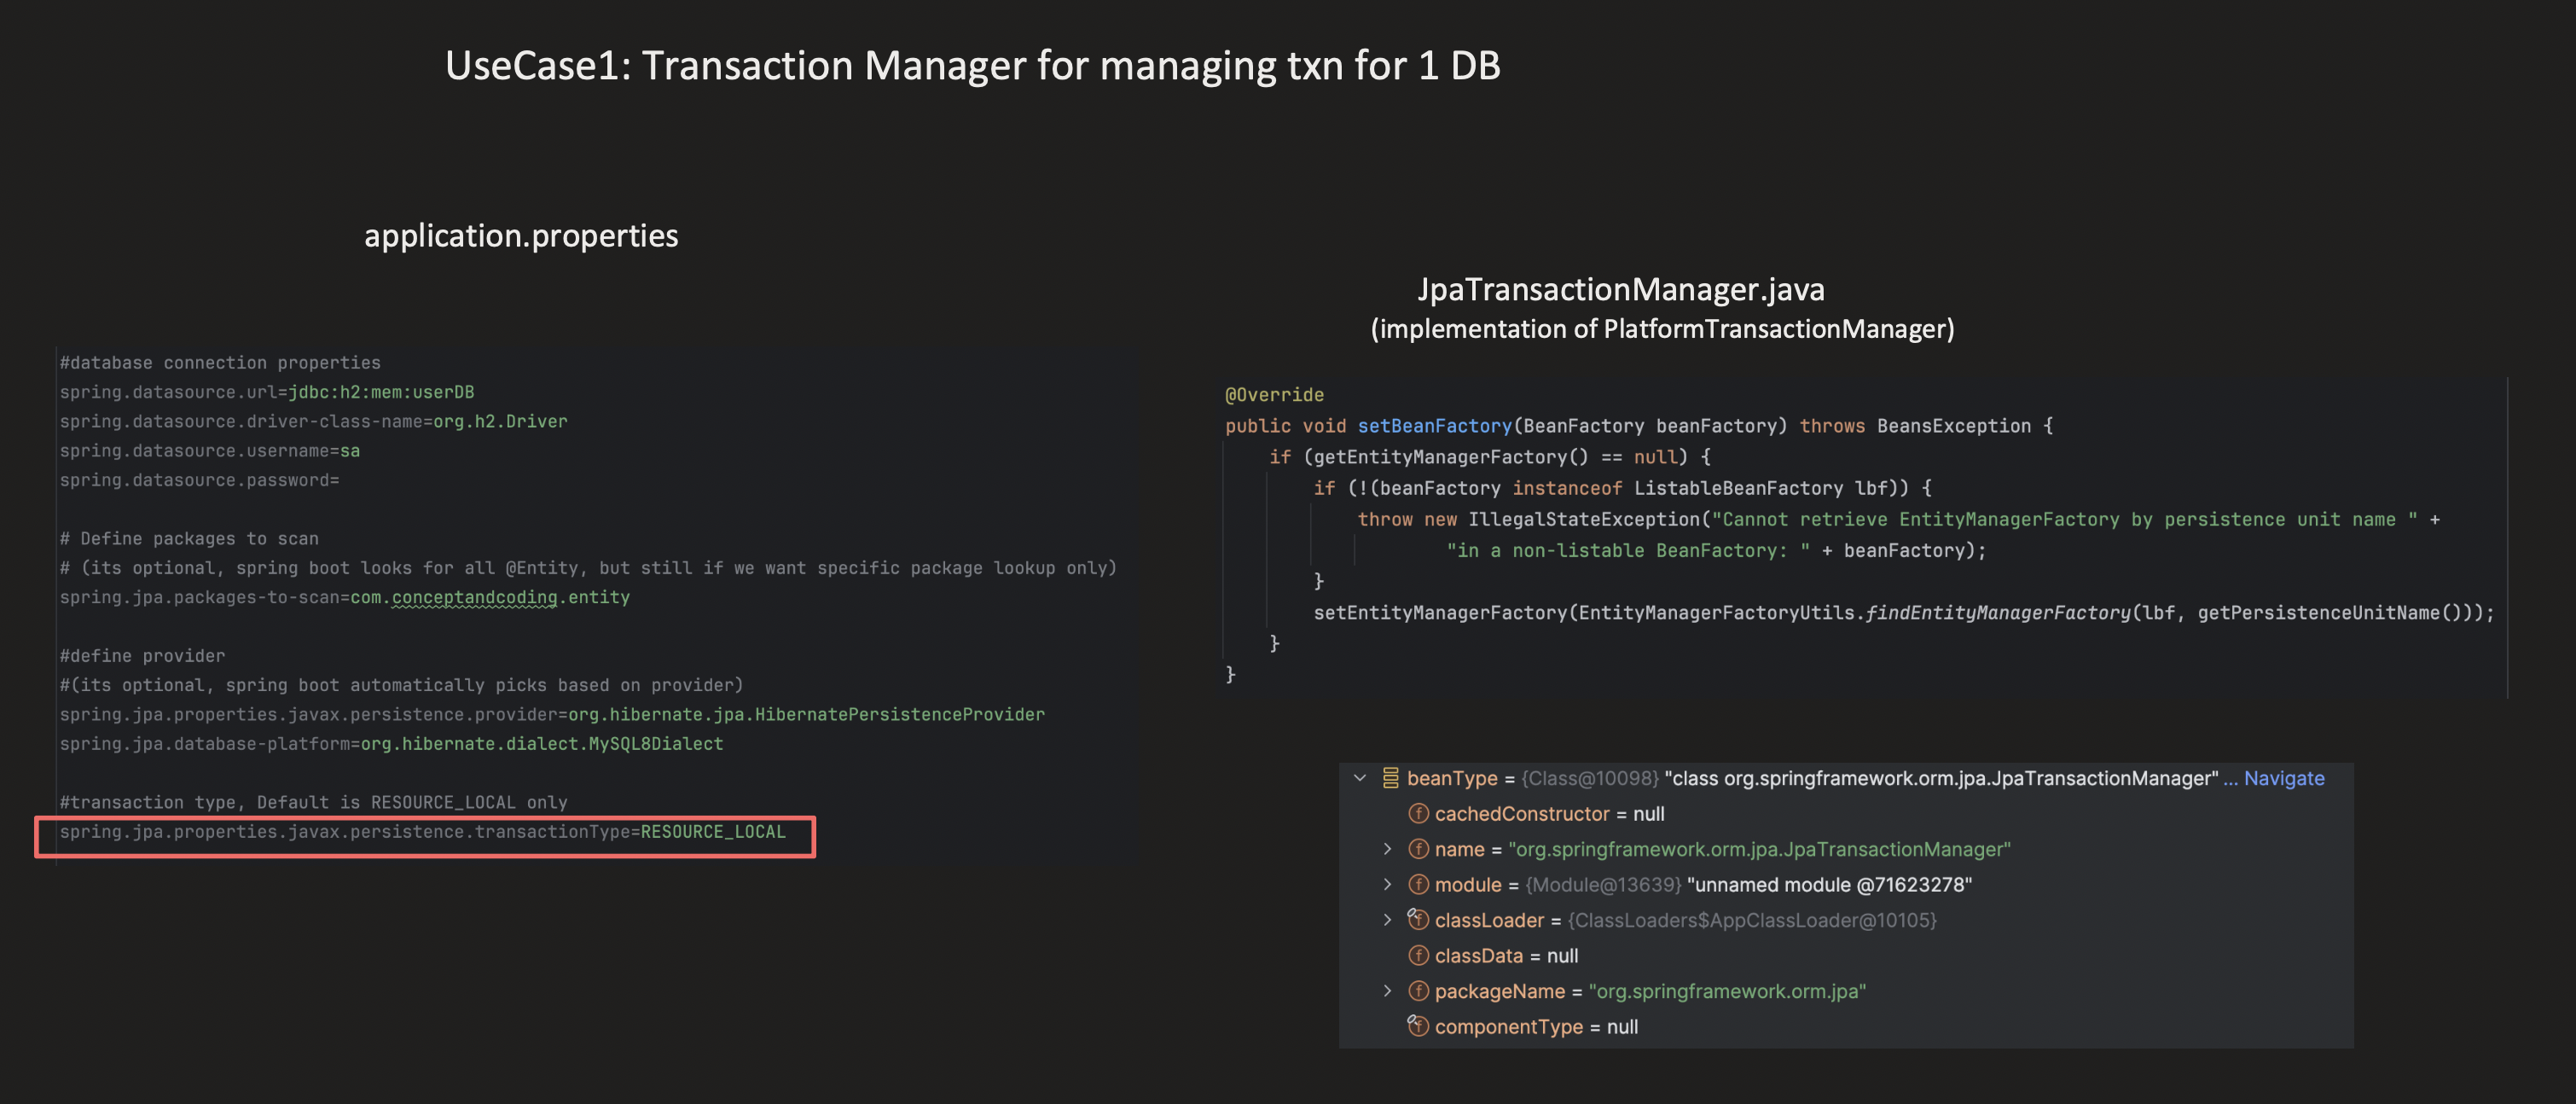 UseCase1: Transaction Manager for managing txn for 1 DB
application.properties
#database connection properties
spring.datasource.url=jdbc:h2:mem:userDB
spring.datasource.driver-class-name=org.h2.Driver
spring.datasource.username=sa
spring.datasource.password=
# Define packages to scan
# (its optional, spring boot looks for all @Entity, but still if we want specific package lookup only)
spring.jpa.packages-to-scan=com.conceptandcoding.entity
#define provider
#(its optional, spring boot automatically picks based on provider)
spring.jpa.properties.javax.persistence.provider=org.hibernate.jpa.HibernatePersistenceProvider
spring.jpa.database-platform=org.hibernate.dialect.MySQL8Dialect
#transaction type, Default is RESOURCE_LOCAL only
spring.jpa.properties.javax.persistence.transactionType=RESOURCE_LOCAL
JpaTransactionManager.java
(implementation of PlatformTransactionManager)
@Override
public void setBeanFactory(BeanFactory beanFactory) throws BeansException {
if (getEntityManagerFactory() == null) {
if (!(beanFactory instanceof ListableBeanFactory lbf)) {
throw new IllegalStateException("Cannot retrieve EntityManagerFactory by persistence unit name " +
"in a non-listable BeanFactory: " + beanFactory);
}
setEntityManagerFactory(EntityManagerFactoryUtils.findEntityManagerFactory(lbf, getPersistenceUnitName()));
}
}
beanType = {Class@10098} "class org.springframework.orm.jpa.JpaTransactionManager" ... Navigate
cachedConstructor = null
name = "org.springframework.orm.jpa.JpaTransactionManager"
module = {Module@13639} "unnamed module @71623278"
classLoader = {ClassLoaders$AppClassLoader@10105}
classData = null
packageName = "org.springframework.orm.jpa"
componentType = null